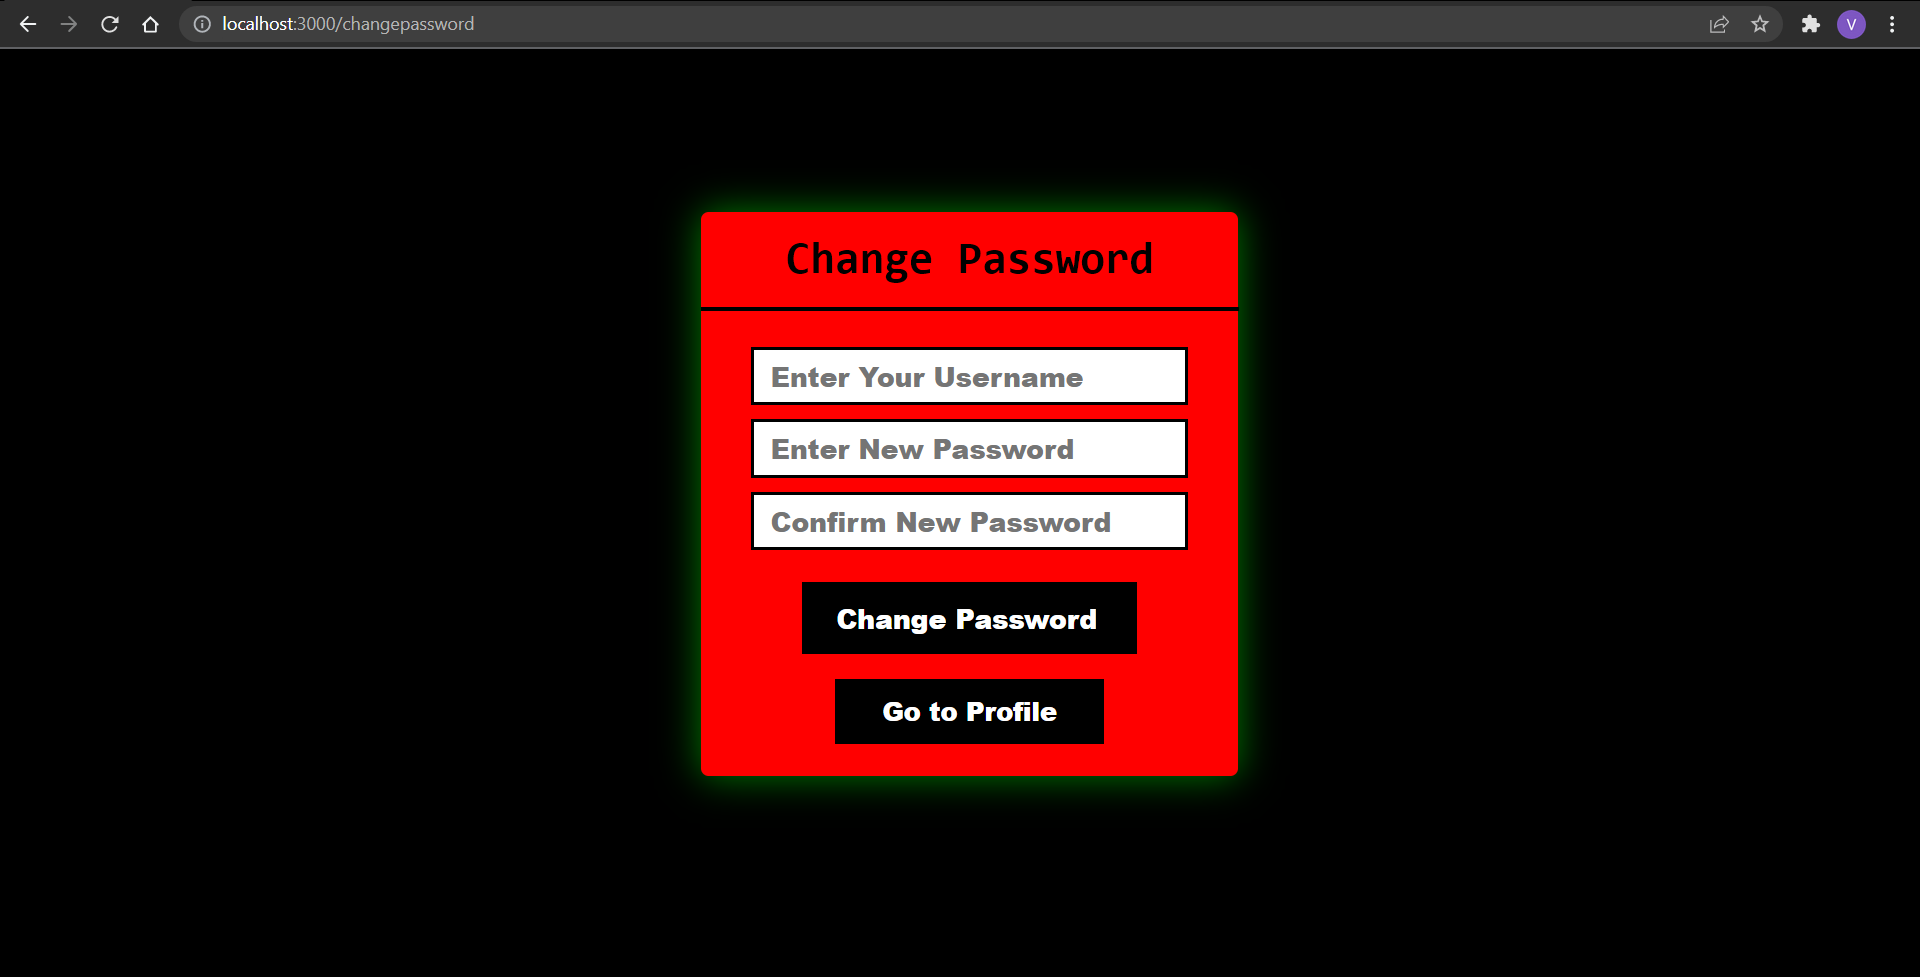 localhost:3000/changepassword
V
Change Password
Enter Your Username
Enter New Password
Confirm New Password
Change Password
Go to Profile